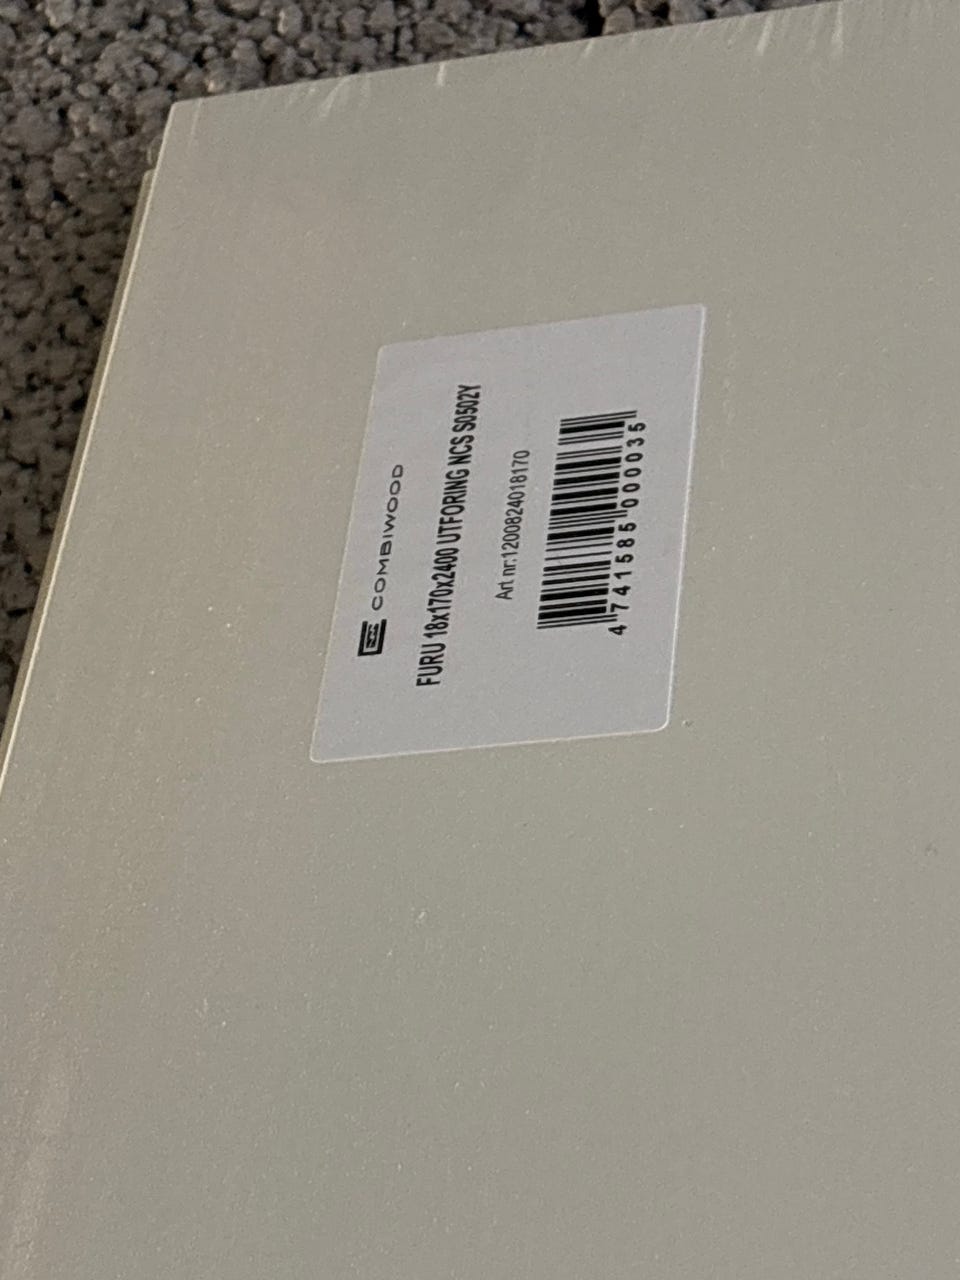 COMBIWOOD
FURU 18x170x2400 UTFORING NCS S0502Y
Art nr:1200824018170
4 741585 000035